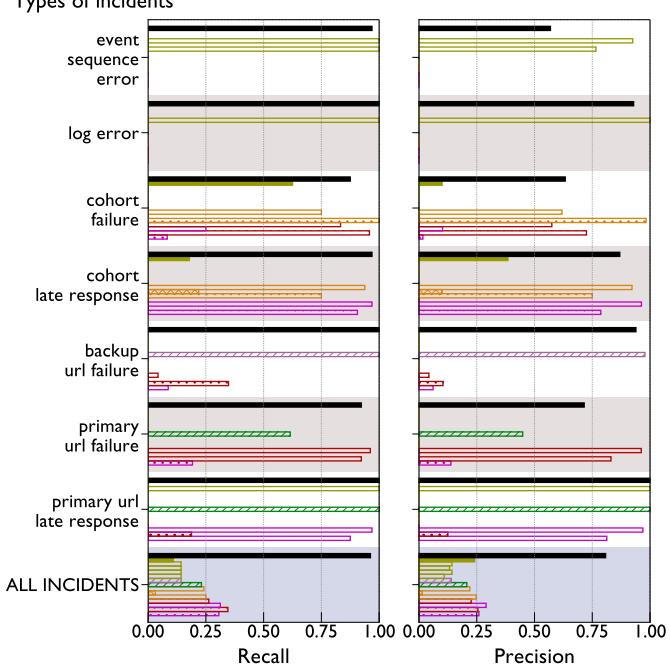 Types of incidents
event
sequence
error
log error
cohort
failure
cohort
late response
backup
url failure
primary
url failure
primary url
late response
ALL INCIDENTS
0.00 0.25 0.50 0.75 1.00 0.00 0.25 0.50 0.75 1.00
Recall Precision